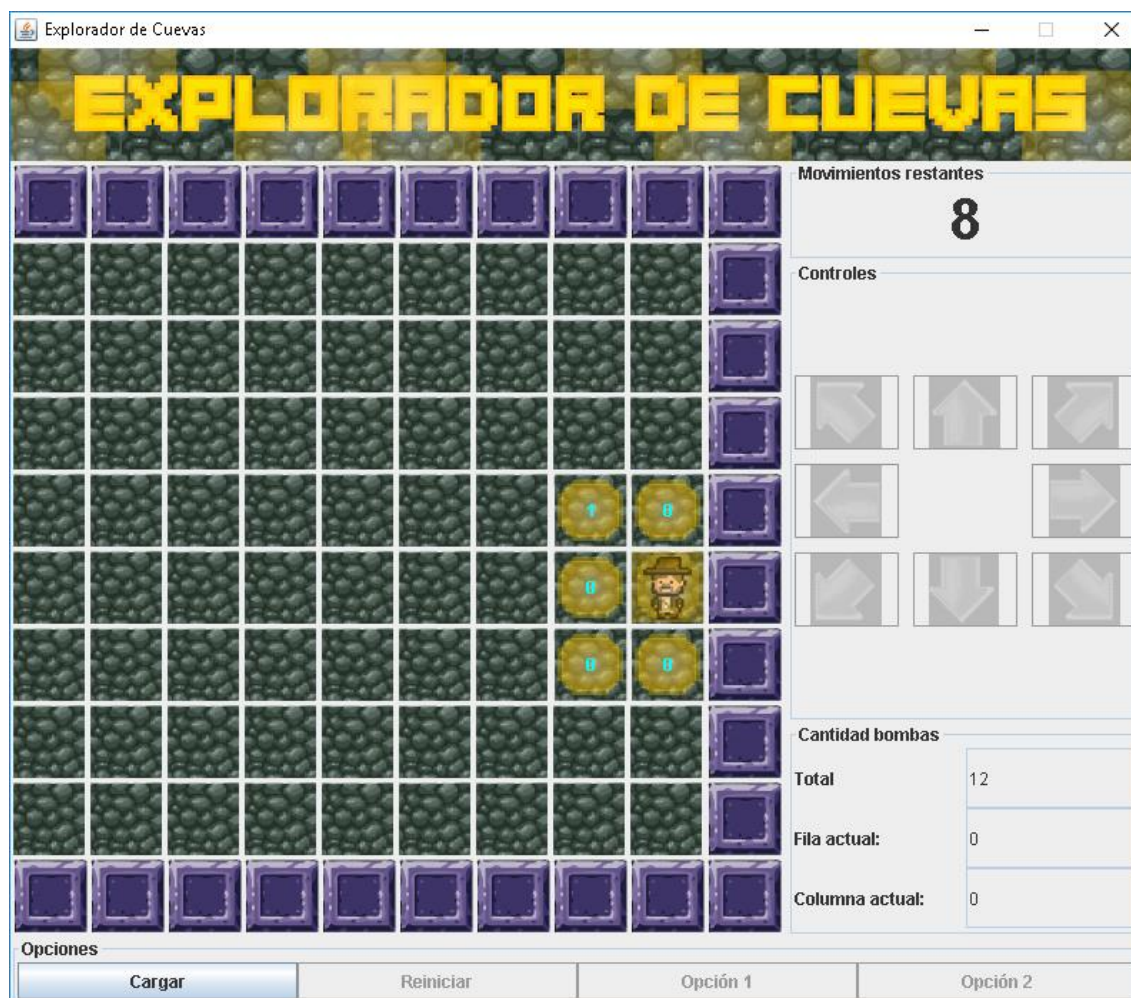 Explorador de Cuevas
EXPLORADOR DE CUEVAS
Movimientos restantes
8
Controles
1 0
0
0 0
Cantidad bombas
Total 12
Fila actual: 0
Columna actual: 0
Opciones
Cargar Reiniciar Opción 1 Opción 2